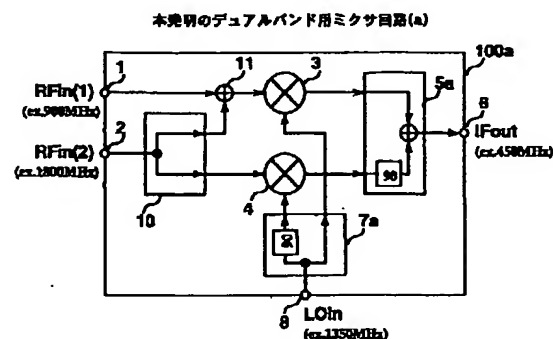 本発明のデュアルバンド用ミクサ回路(a)
100a
11
3
5a
RFin(1)
1
(ex.900MHz)
6
IFout
(ex.450MHz)
2
RFin(2)
(ex.1800MHz)
90
10
4
7a
90
8
LOin
(ex.1350MHz)